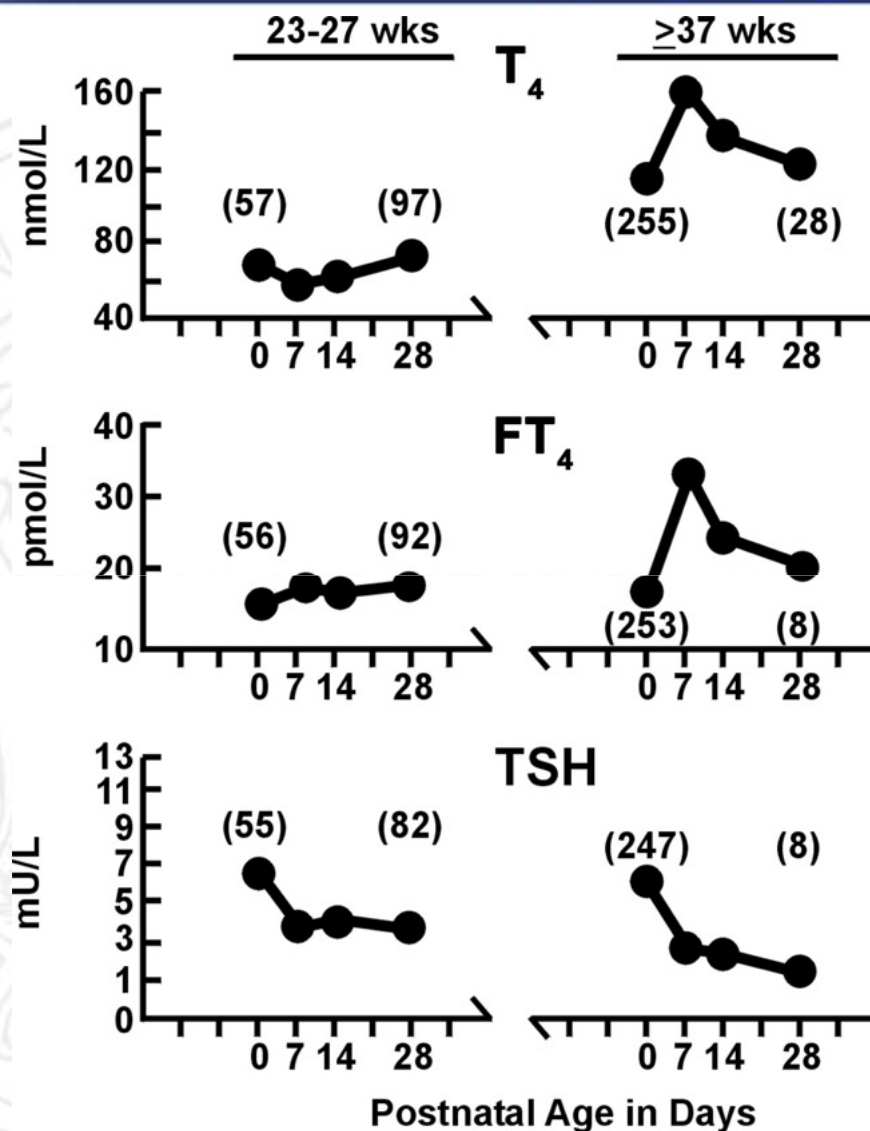 23-27 wks
≥37 wks
T4
nmol/L
160
120
80
40
(57)
(97)
(255)
(28)
0 7 14 28
0 7 14 28
FT4
pmol/L
40
30
20
10
(56)
(92)
(253)
(8)
0 7 14 28
0 7 14 28
TSH
mU/L
13
11
9
7
5
3
1
0
(55)
(82)
(247)
(8)
0 7 14 28
0 7 14 28
Postnatal Age in Days